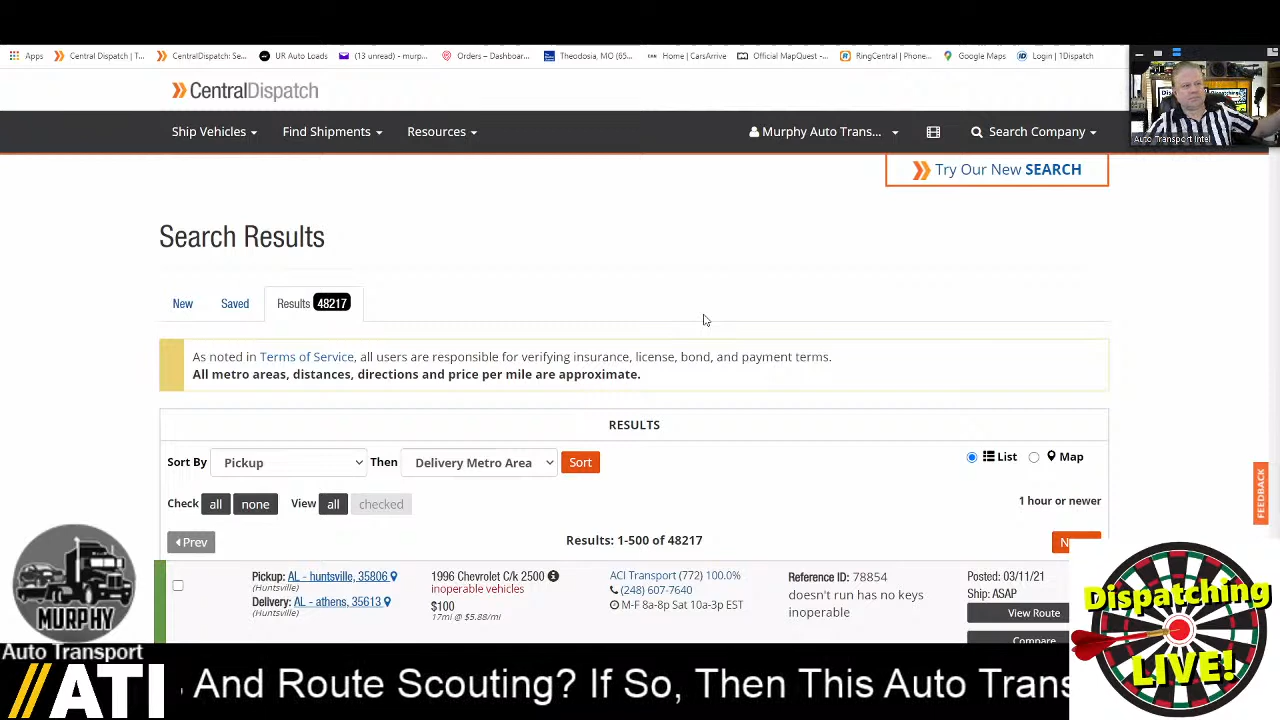 Apps
Central Dispatch | T...
CentralDispatch: Se...
UR Auto Loads
(13 unread) - murp...
Orders – Dashboar...
Theodosia, MO (65...
Home | CarsArrive
Official MapQuest -...
RingCentral | Phone...
Google Maps
Login | 1Dispatch
CentralDispatch
Ship Vehicles
Find Shipments
Resources
Murphy Auto Trans...
Search Company
Auto Transport Intel
Try Our New SEARCH
Search Results
New
Saved
Results 48217
As noted in Terms of Service, all users are responsible for verifying insurance, license, bond, and payment terms.
All metro areas, distances, directions and price per mile are approximate.
RESULTS
Sort By Pickup Then Delivery Metro Area Sort
List Map
Check all none View all checked
1 hour or newer
Prev
Results: 1-500 of 48217
Pickup: AL - huntsville, 35806
(Huntsville)
Delivery: AL - athens, 35613
(Huntsville)
1996 Chevrolet C/k 2500
inoperable vehicles
$100
17mi @ $5.88/mi
ACI Transport (772) 100.0%
(248) 607-7640
M-F 8a-8p Sat 10a-3p EST
Reference ID: 78854
doesn't run has no keys
inoperable
Posted: 03/11/21
Ship: ASAP
View Route
Compare
FEEDBACK
MURPHY
Auto Transport
ATI
And Route Scouting? If So, Then This Auto Trans
Dispatching
LIVE!